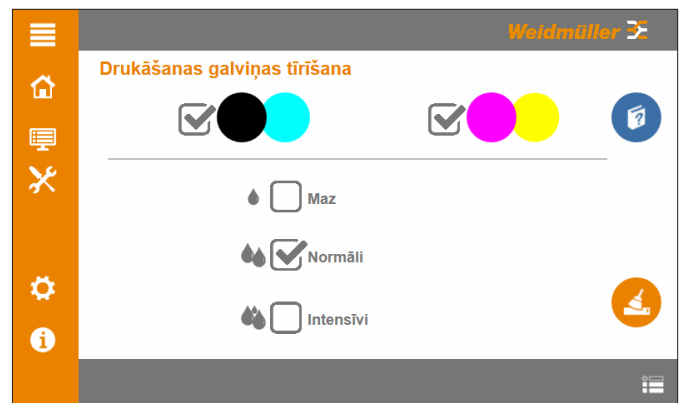 Weidmüller
Drukāšanas galviņas tīrīšana
Maz
Normāli
Intensīvi